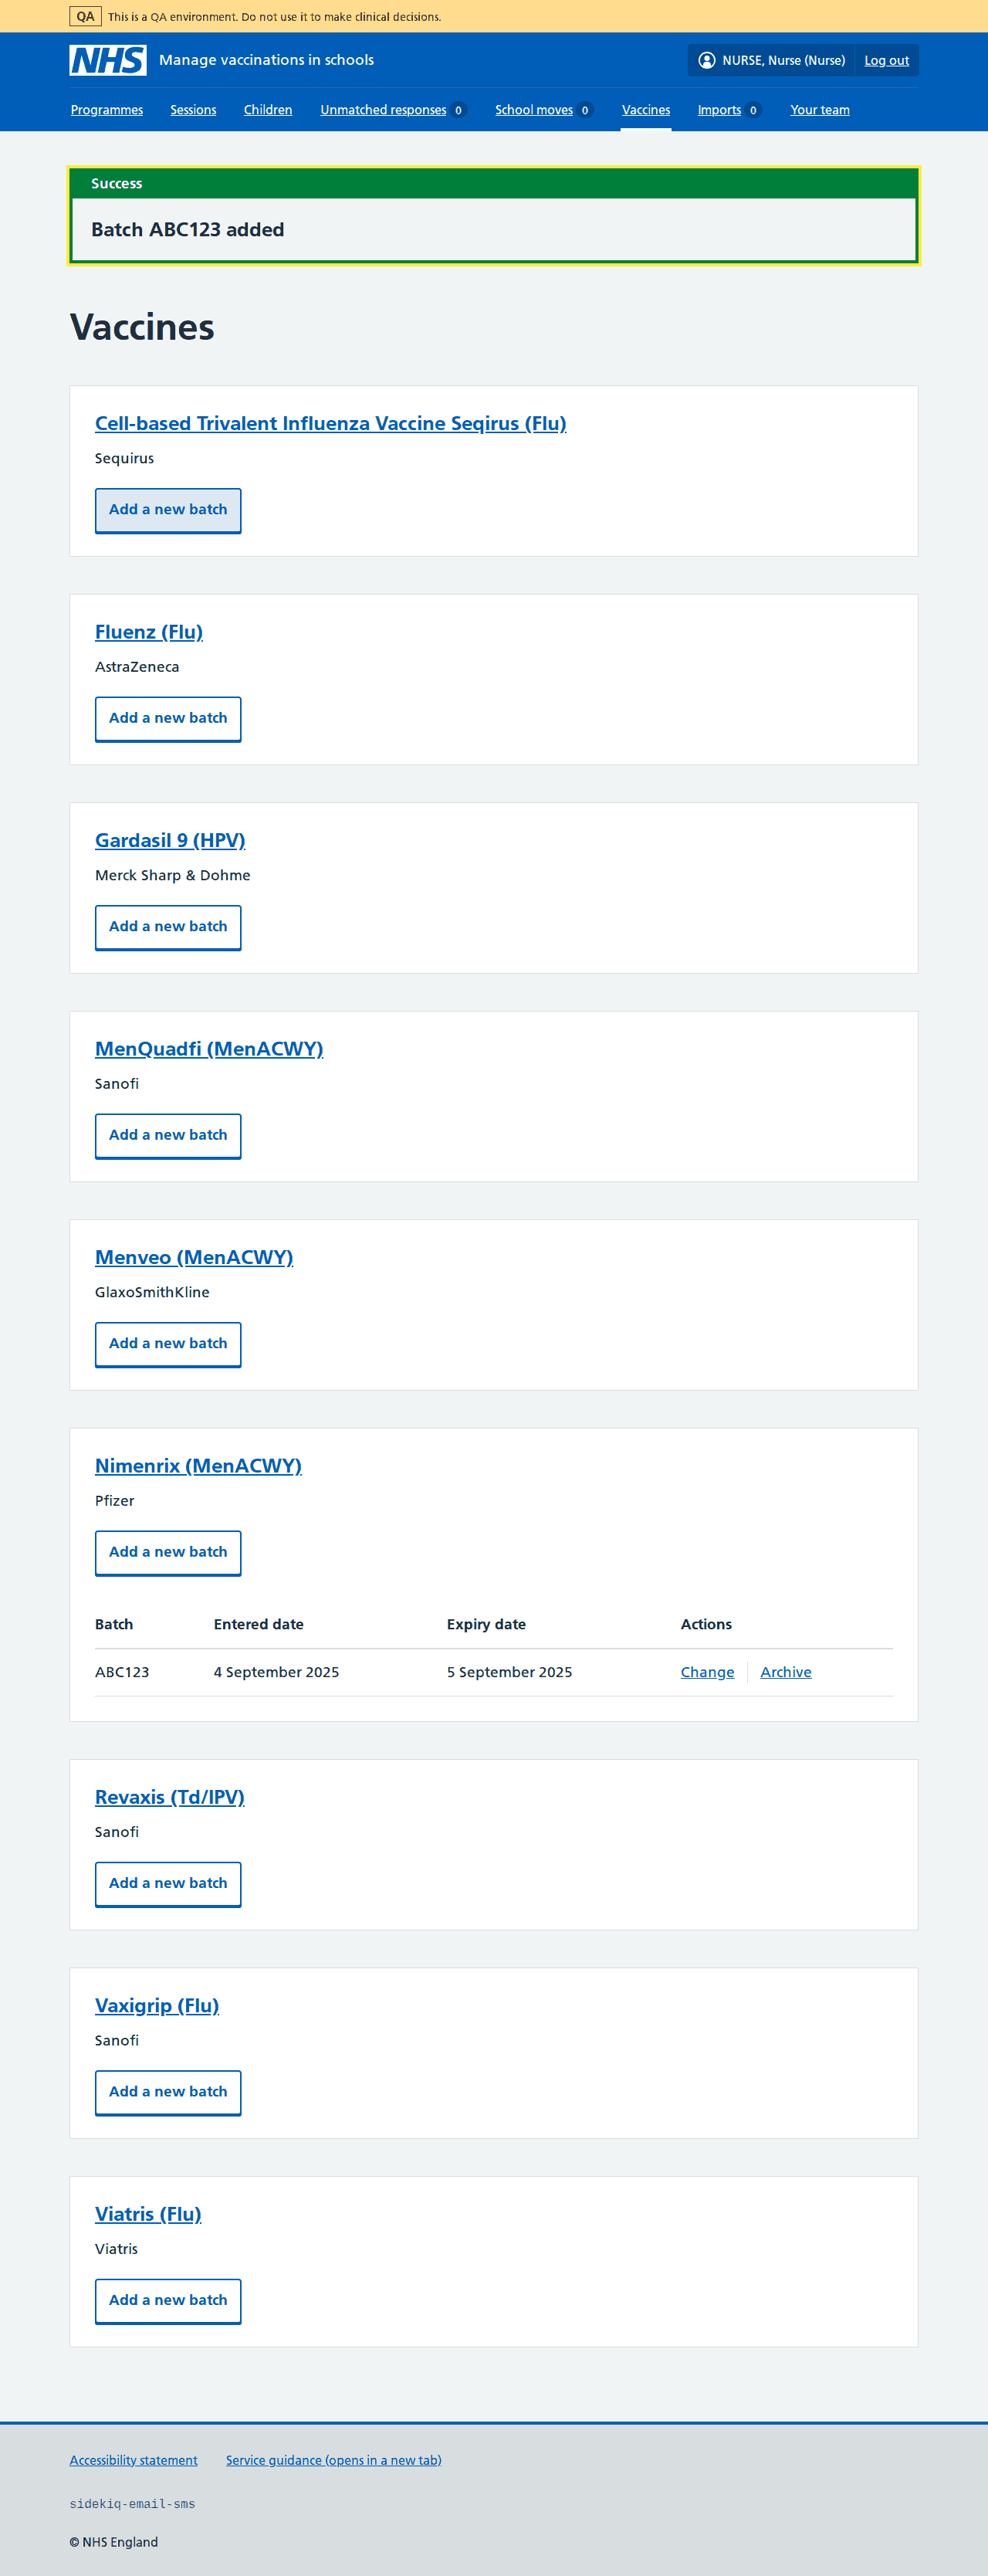 QA This is a QA environment. Do not use it to make clinical decisions.
NHS Manage vaccinations in schools NURSE, Nurse (Nurse) Log out
Programmes Sessions Children Unmatched responses 0 School moves 0 Vaccines Imports 0 Your team
Success
Batch ABC123 added
Vaccines
Cell-based Trivalent Influenza Vaccine Seqirus (Flu)
Sequirus
Add a new batch
Fluenz (Flu)
AstraZeneca
Add a new batch
Gardasil 9 (HPV)
Merck Sharp & Dohme
Add a new batch
MenQuadfi (MenACWY)
Sanofi
Add a new batch
Menveo (MenACWY)
GlaxoSmithKline
Add a new batch
Nimenrix (MenACWY)
Pfizer
Add a new batch
Batch Entered date Expiry date Actions
ABC123 4 September 2025 5 September 2025 Change Archive
Revaxis (Td/IPV)
Sanofi
Add a new batch
Vaxigrip (Flu)
Sanofi
Add a new batch
Viatris (Flu)
Viatris
Add a new batch
Accessibility statement Service guidance (opens in a new tab)
sidekiq-email-sms
© NHS England